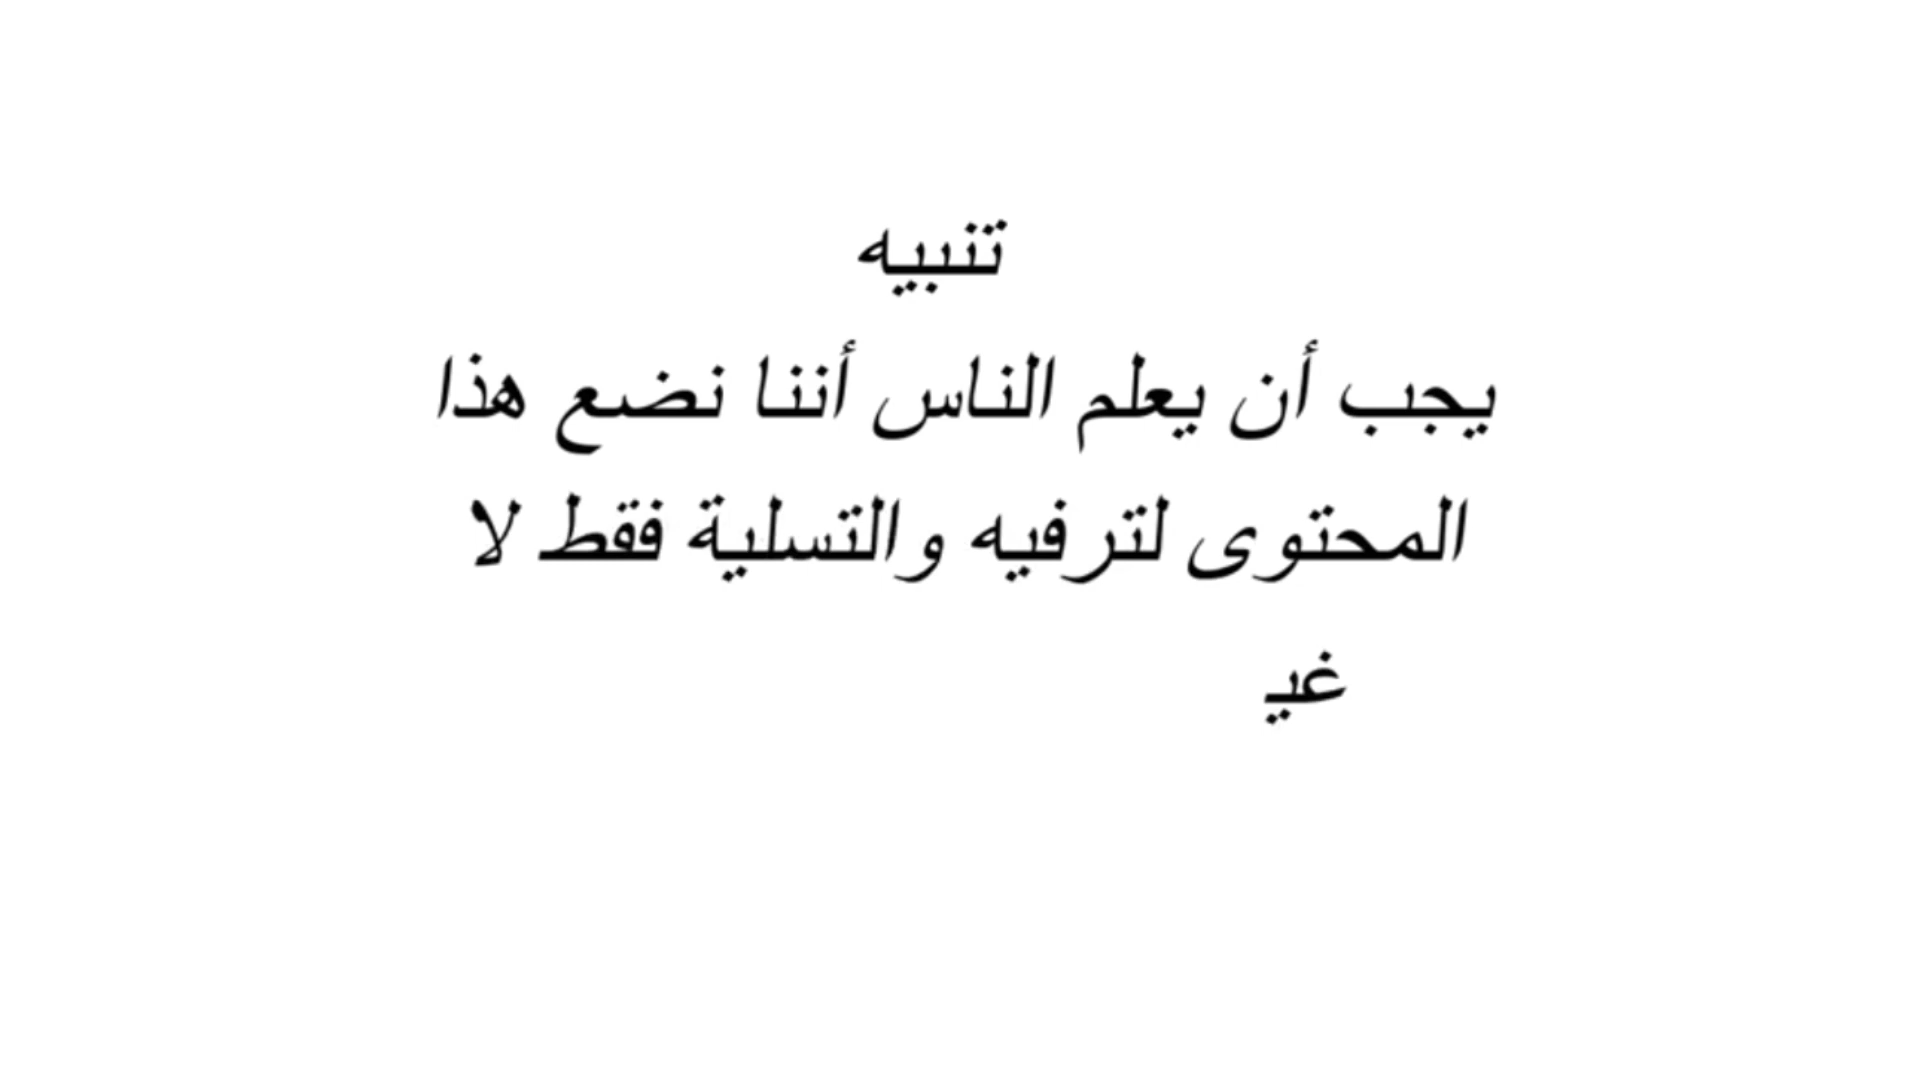 تنبيه
يجب أن يعلم الناس أننا نضع هذا
المحتوى لترفيه والتسلية فقط لا
غيـ